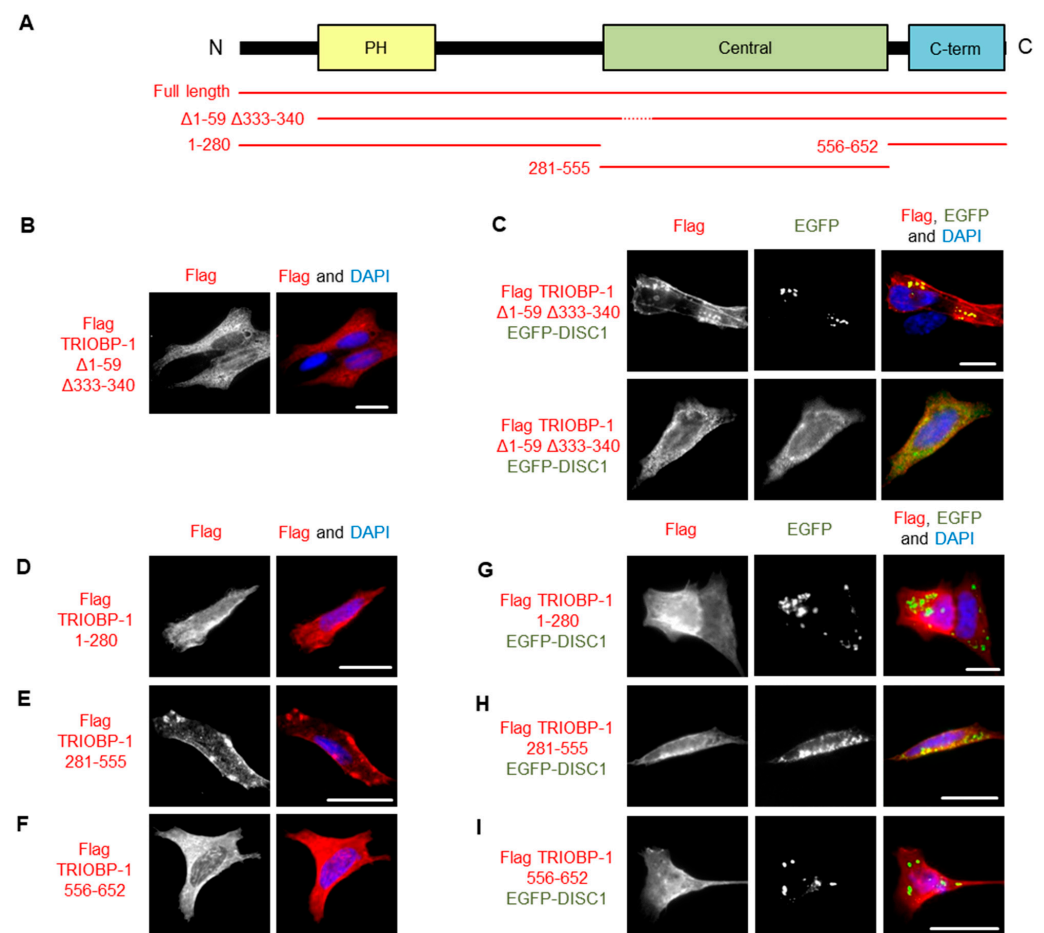 A
N
PH
Central
C-term
C
Full length
Δ1-59 Δ333-340
1-280
556-652
281-555
B
Flag
Flag and DAPI
Flag
TRIOBP-1
Δ1-59
Δ333-340
C
Flag
EGFP
Flag, EGFP
and DAPI
Flag TRIOBP-1
Δ1-59 Δ333-340
EGFP-DISC1
Flag TRIOBP-1
Δ1-59 Δ333-340
EGFP-DISC1
Flag
Flag and DAPI
D
Flag
TRIOBP-1
1-280
E
Flag
TRIOBP-1
281-555
F
Flag
TRIOBP-1
556-652
Flag
EGFP
Flag, EGFP
and DAPI
G
Flag TRIOBP-1
1-280
EGFP-DISC1
H
Flag TRIOBP-1
281-555
EGFP-DISC1
I
Flag TRIOBP-1
556-652
EGFP-DISC1